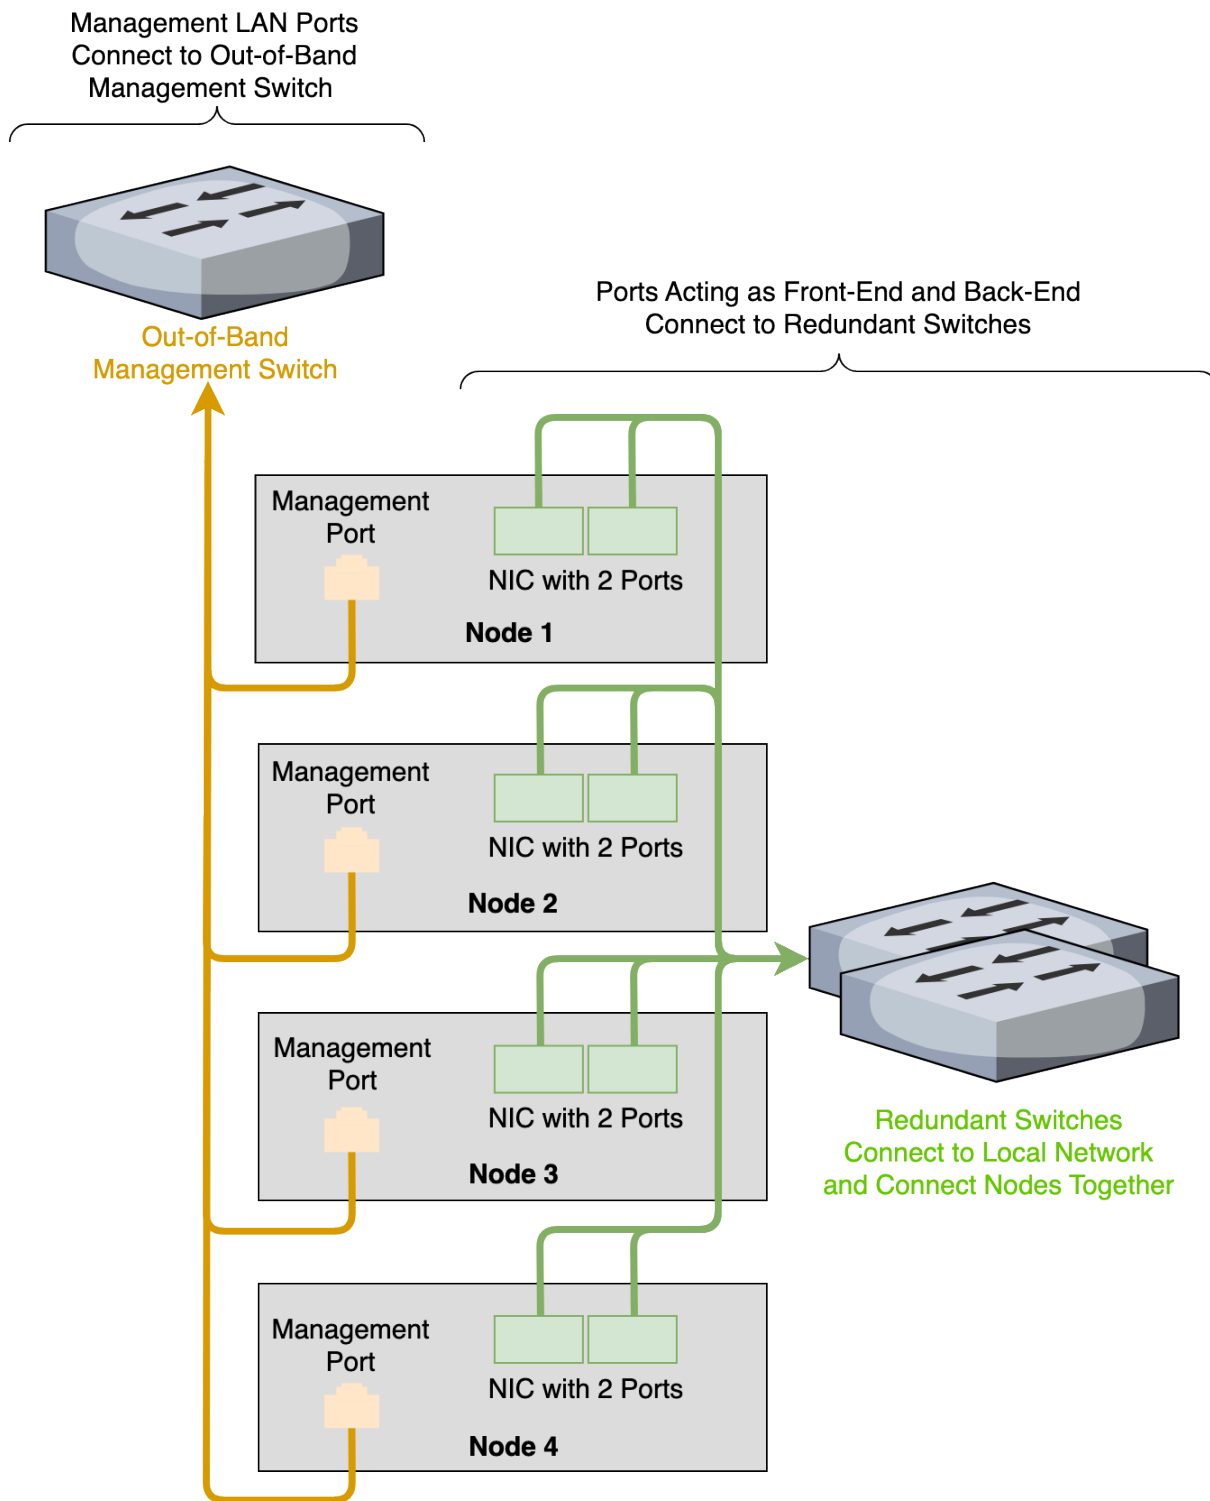 Management LAN Ports
Connect to Out-of-Band
Management Switch
Out-of-Band
Management Switch
Ports Acting as Front-End and Back-End
Connect to Redundant Switches
Management
Port
NIC with 2 Ports
Node 1
Management
Port
NIC with 2 Ports
Node 2
Management
Port
NIC with 2 Ports
Node 3
Redundant Switches
Connect to Local Network
and Connect Nodes Together
Management
Port
NIC with 2 Ports
Node 4